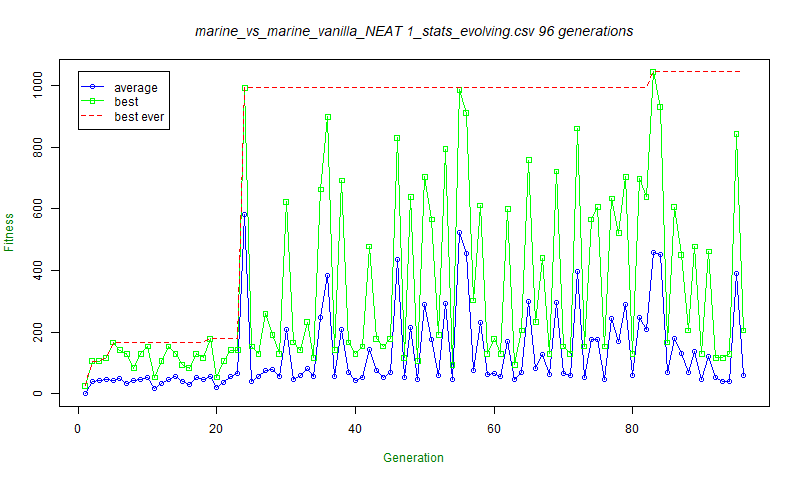 marine_vs_marine_vanilla_NEAT 1_stats_evolving.csv 96 generations
average
best
best ever
Fitness
0
200
400
600
800
1000
0
20
40
60
80
Generation